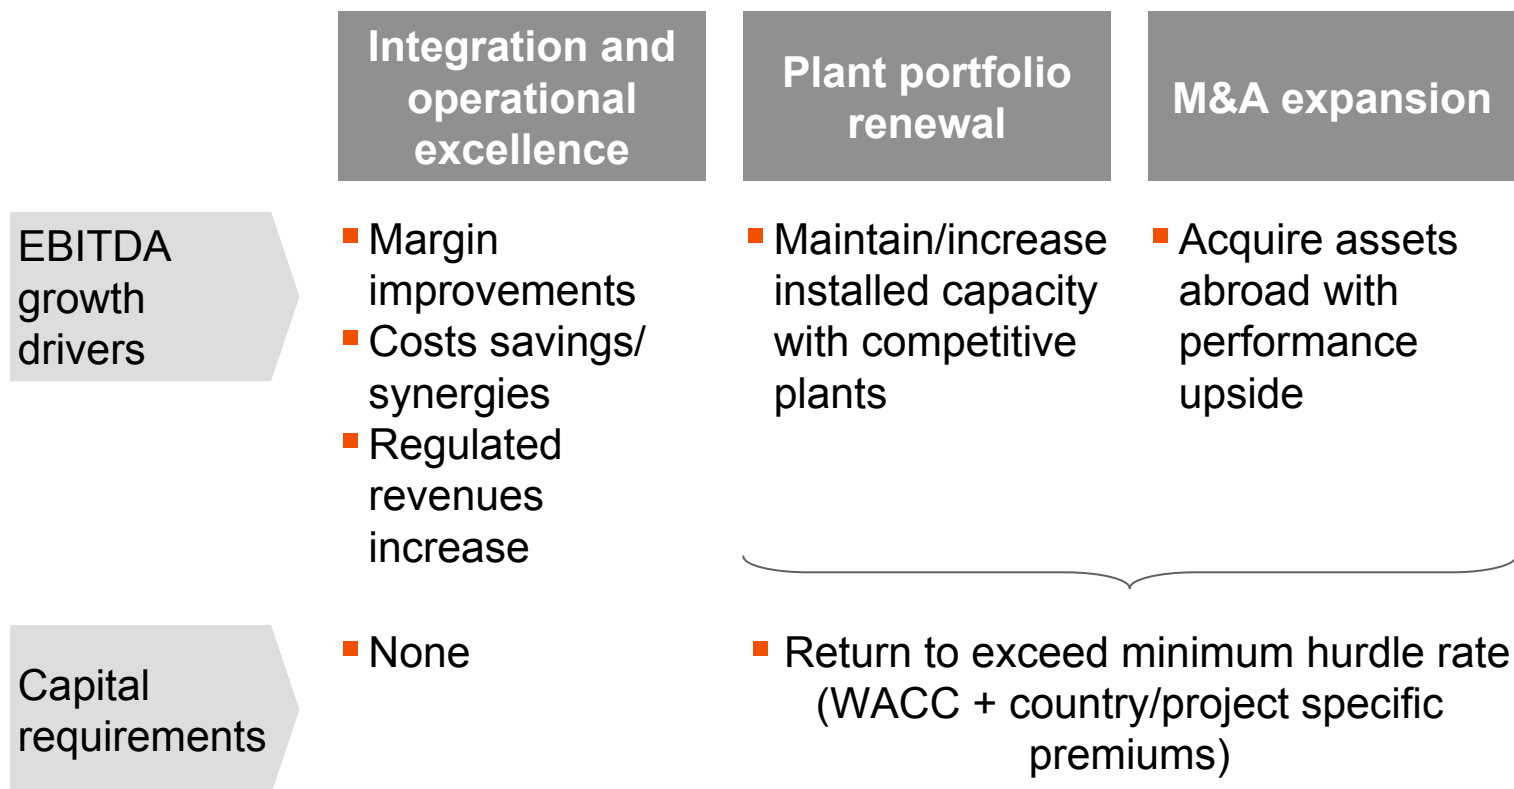 Integration and
operational
excellence
Plant portfolio
renewal
M&A expansion
EBITDA
growth
drivers
Margin
improvements
Costs savings/
synergies
Regulated
revenues
increase
Maintain/increase
installed capacity
with competitive
plants
Acquire assets
abroad with
performance
upside
Capital
requirements
None
Return to exceed minimum hurdle rate
(WACC + country/project specific
premiums)